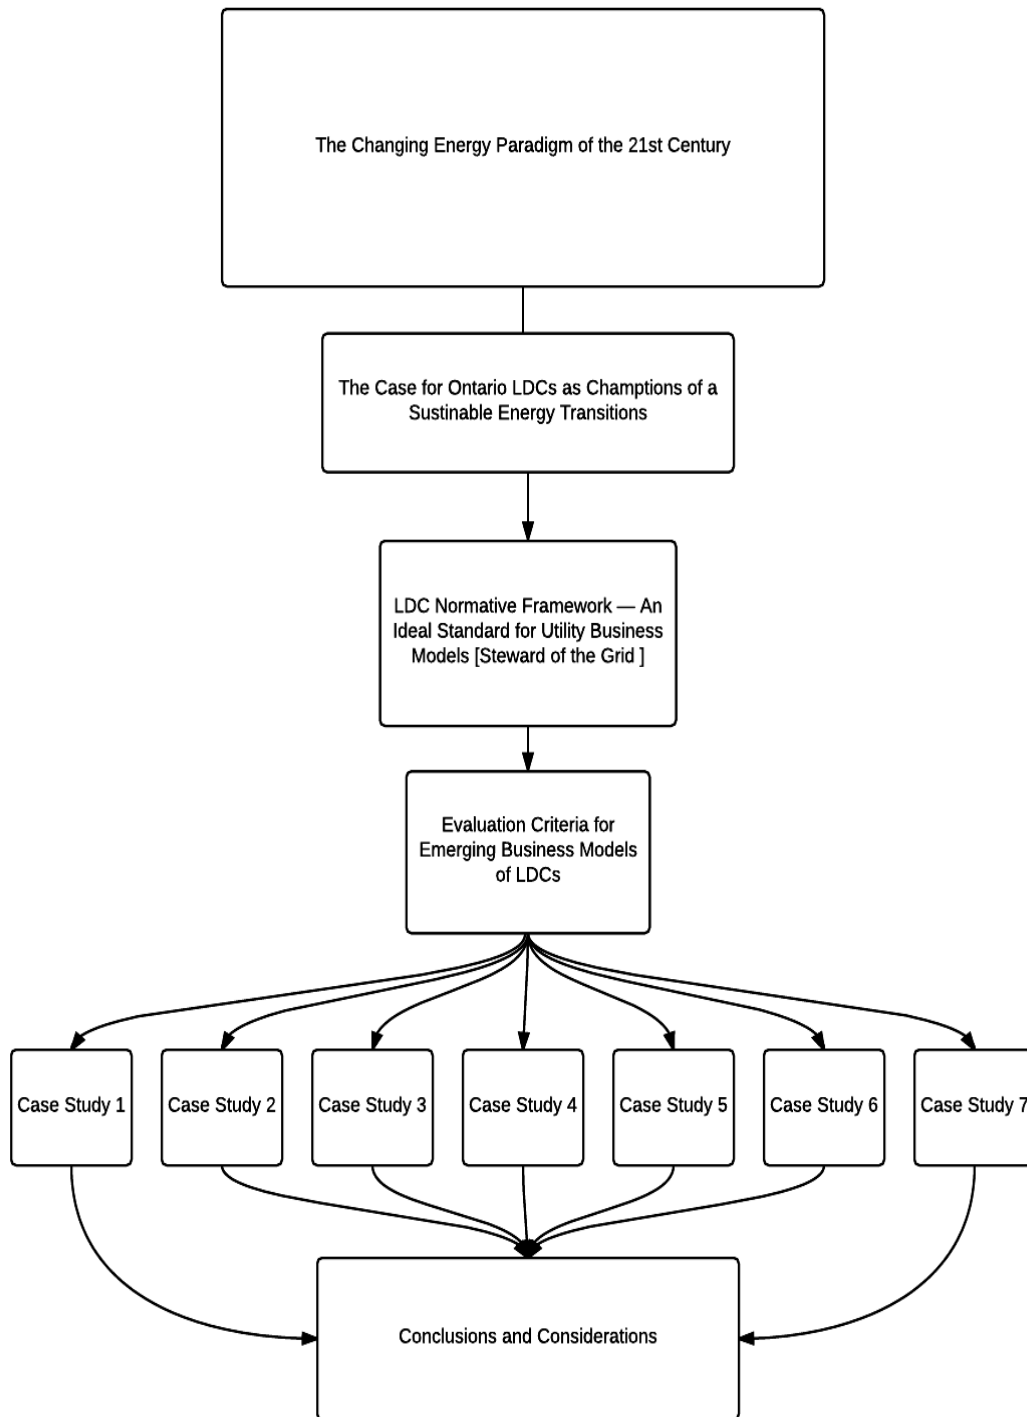 The Changing Energy Paradigm of the 21st Century
The Case for Ontario LDCs as Chamption of a
Sustinable Energy Transitions
LDC Normative Framework — An
Ideal Standard for Utility Business
Models [Steward of the Grid ]
Evaluation Criteria for
Emerging Business Models
of LDCs
Case Study 1
Case Study 2
Case Study 3
Case Study 4
Case Study 5
Case Study 6
Case Study 7
Conclusions and Considerations